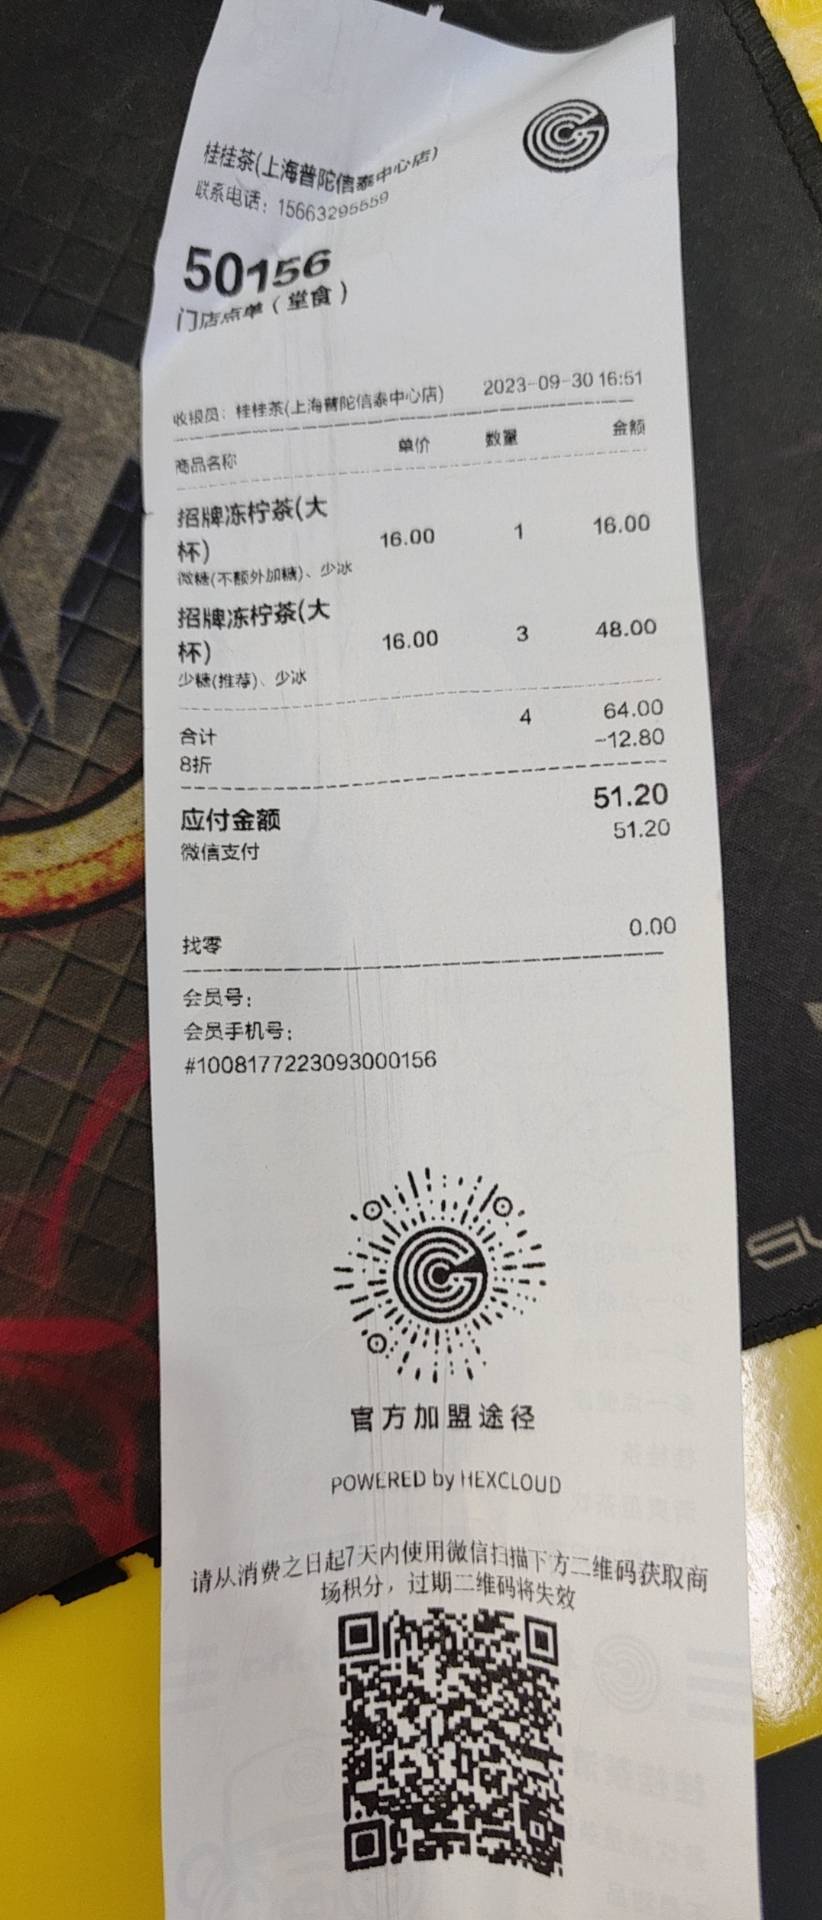 桂桂茶(上海普陀信泰中心店)
联系电话：15663295559
50156
门店点单（堂食）
收银员：桂桂茶(上海普陀信泰中心店) 2023-09-30 16:51
商品名称 单价 数量 金额
招牌冻柠茶(大
杯) 16.00 1 16.00
微糖(不额外加糖)、少冰
招牌冻柠茶(大
杯) 16.00 3 48.00
少糖(推荐)、少冰
合计 4 64.00
8折 -12.80
应付金额 51.20
微信支付 51.20
找零 0.00
会员号：
会员手机号：
#1008177223093000156
官方加盟途径
POWERED by HEXCLOUD
请从消费之日起7天内使用微信扫描下方二维码获取商
场积分，过期二维码将失效